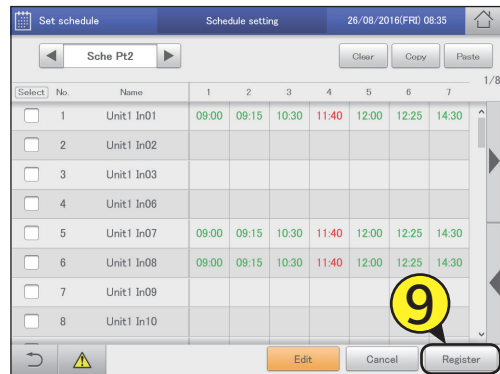 Set schedule Schedule setting 26/08/2016(FRI) 08:35
Sche Pt2 Clear Copy Paste
1/8
Select No. Name 1 2 3 4 5 6 7
1 Unit1 In01 09:00 09:15 10:30 11:40 12:00 12:25 14:30
2 Unit1 In02
3 Unit1 In03
4 Unit1 In06
5 Unit1 In07 09:00 09:15 10:30 11:40 12:00 12:25 14:30
6 Unit1 In08 09:00 09:15 10:30 11:40 12:00 12:25 14:30
7 Unit1 In09
8 Unit1 In10
9
Edit Cancel Register